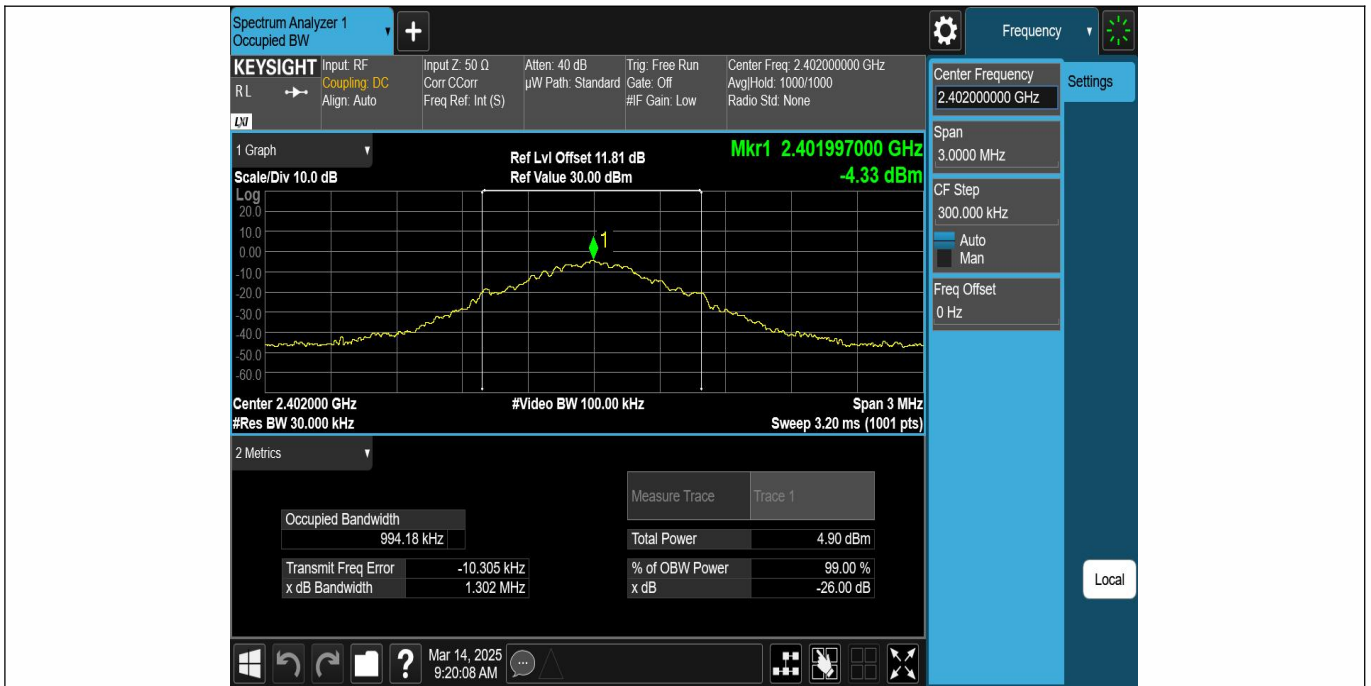 Spectrum Analyzer 1
Occupied BW
+
Frequency
KEYSIGHT
RL
LXI
Input: RF
Coupling: DC
Align: Auto
Input Z: 50 Ω
Corr CCorr
Freq Ref: Int (S)
Atten: 40 dB
µW Path: Standard
Trig: Free Run
Gate: Off
#IF Gain: Low
Center Freq: 2.402000000 GHz
Avg|Hold: 1000/1000
Radio Std: None
Center Frequency
2.402000000 GHz
Settings
Span
3.0000 MHz
CF Step
300.000 kHz
Auto
Man
Freq Offset
0 Hz
Local
1 Graph
Scale/Div 10.0 dB
Ref Lvl Offset 11.81 dB
Ref Value 30.00 dBm
Mkr1 2.401997000 GHz
-4.33 dBm
Log
20.0
10.0
0.00
-10.0
-20.0
-30.0
-40.0
-50.0
-60.0
1
Center 2.402000 GHz
#Res BW 30.000 kHz
#Video BW 100.00 kHz
Span 3 MHz
Sweep 3.20 ms (1001 pts)
2 Metrics
Measure Trace Trace 1
Occupied Bandwidth
994.18 kHz
Total Power 4.90 dBm
Transmit Freq Error -10.305 kHz
% of OBW Power 99.00 %
x dB Bandwidth 1.302 MHz
x dB -26.00 dB
?
Mar 14, 2025
9:20:08 AM